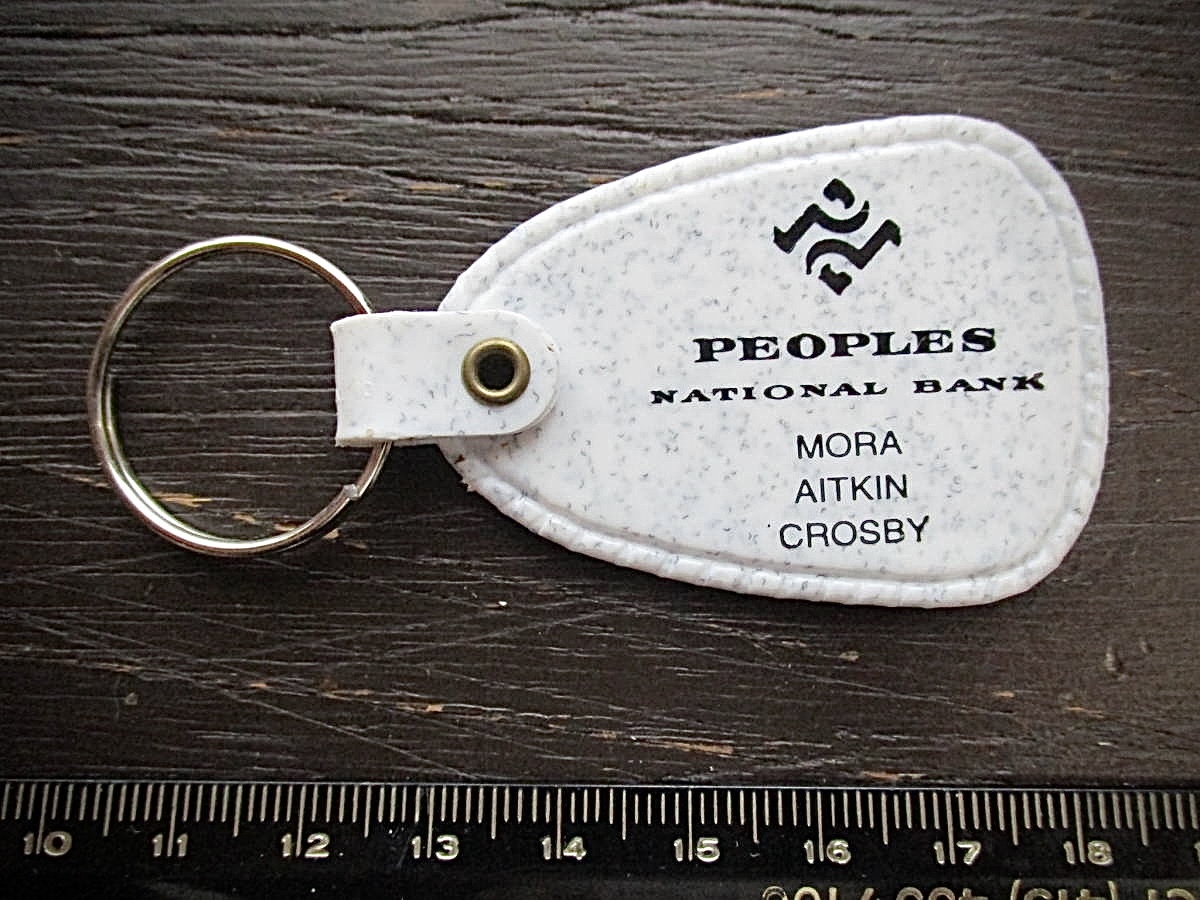 PEOPLES
NATIONAL BANK
MORA
AITKIN
CROSBY
10 11 12 13 14 15 16 17 18